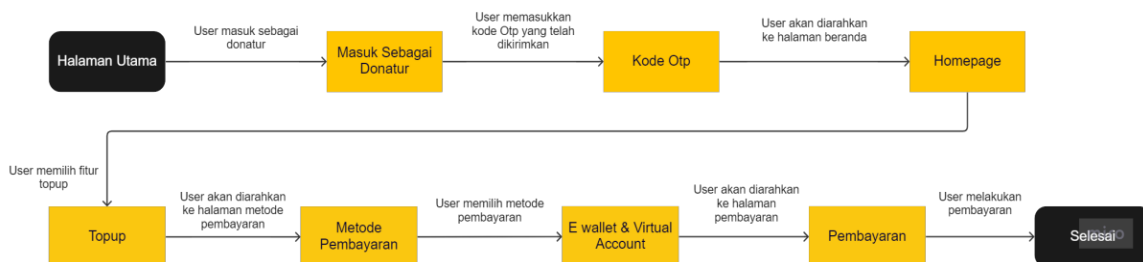 Halaman Utama
User masuk sebagai
donatur
Masuk Sebagai
Donatur
User memasukkan
kode Otp yang telah
dikirimkan
Kode Otp
User akan diarahkan
ke halaman beranda
Homepage
User memilih fitur
topup
Topup
User akan diarahkan
ke halaman metode
pembayaran
Metode
Pembayaran
User memilih metode
pembayaran
E wallet & Virtual
Account
User akan diarahkan
ke halaman
pembayaran
Pembayaran
User melakukan
pembayaran
Selesai
miro